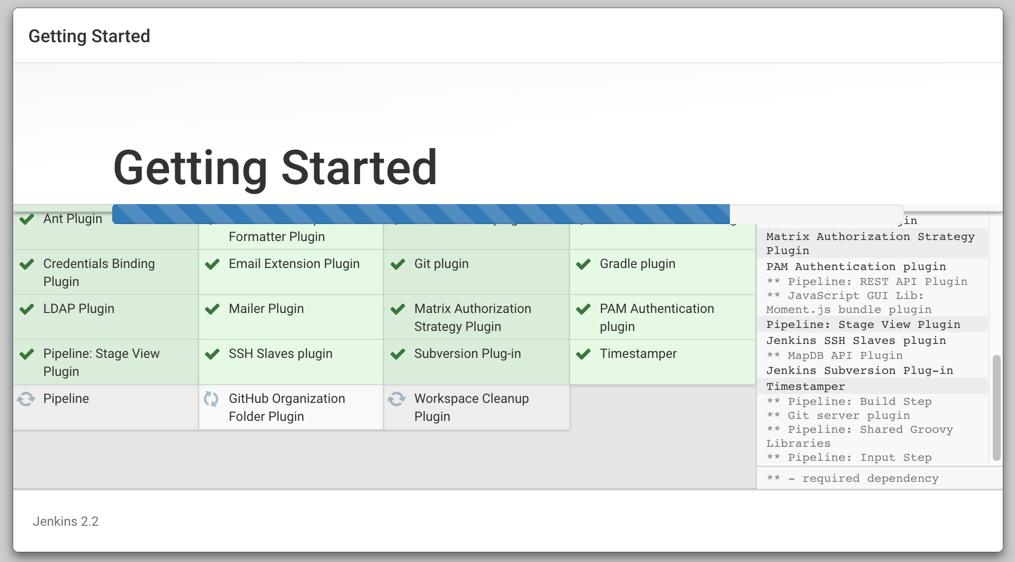 Getting Started
Getting Started
Ant Plugin
Formatter Plugin
Credentials Binding
Plugin
Email Extension Plugin
Git plugin
Gradle plugin
LDAP Plugin
Mailer Plugin
Matrix Authorization
Strategy Plugin
PAM Authentication
plugin
Pipeline: Stage View
Plugin
SSH Slaves plugin
Subversion Plug-in
Timestamper
Pipeline
GitHub Organization
Folder Plugin
Workspace Cleanup
Plugin
Matrix Authorization Strategy
Plugin
PAM Authentication plugin
** Pipeline: REST API Plugin
** JavaScript GUI Lib:
Moment.js bundle plugin
Pipeline: Stage View Plugin
Jenkins SSH Slaves plugin
** MapDB API Plugin
Jenkins Subversion Plug-in
Timestamper
** Pipeline: Build Step
** Git server plugin
** Pipeline: Shared Groovy
Libraries
** Pipeline: Input Step
** - required dependency
Jenkins 2.2